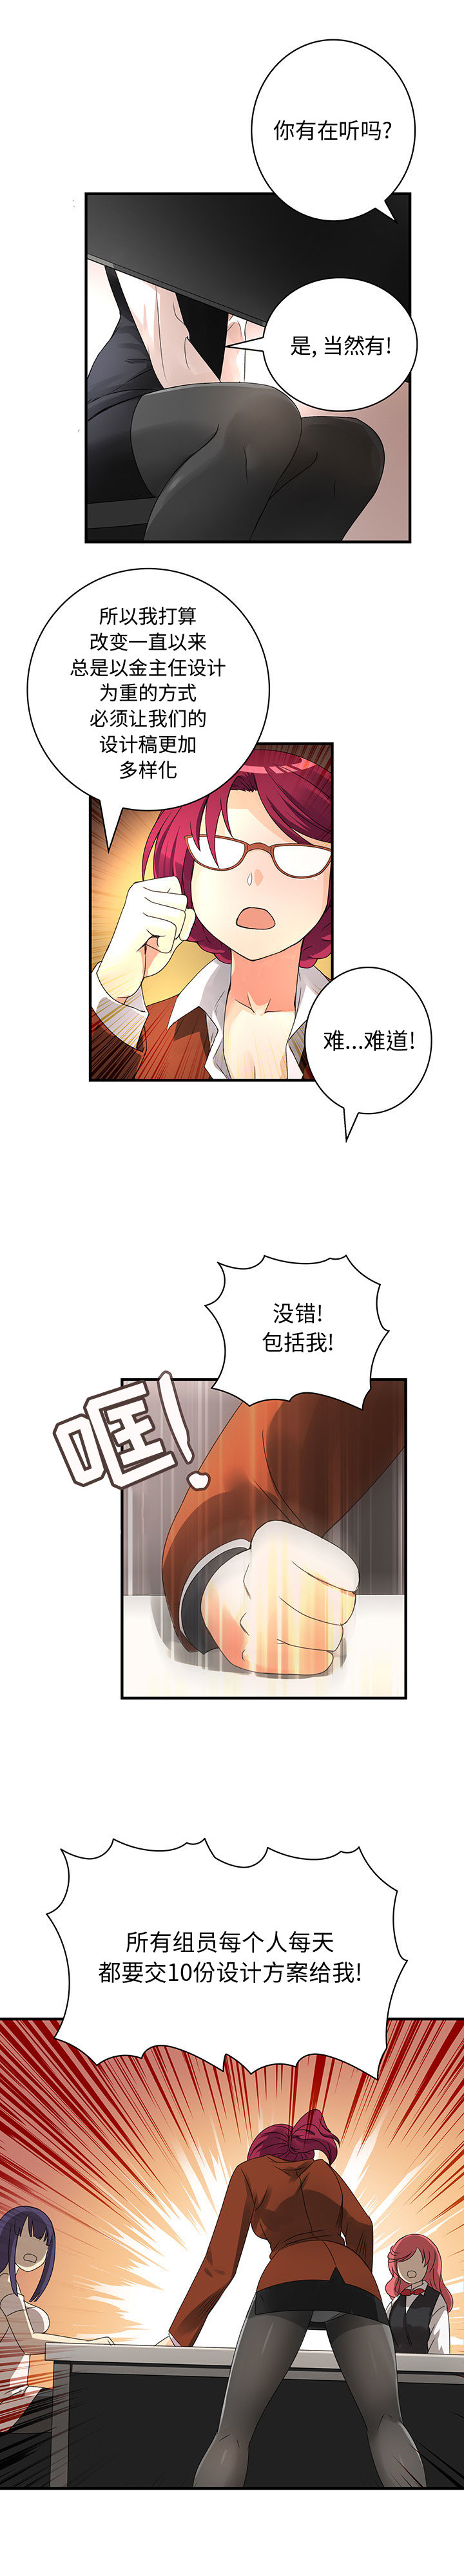 你有在听吗?
是, 当然有!
所以我打算
改变一直以来
总是以金主任设计
为重的方式
必须让我们的
设计稿更加
多样化
难...难道!
没错!
包括我!
哐!
所有组员每个人每天
都要交10份设计方案给我!